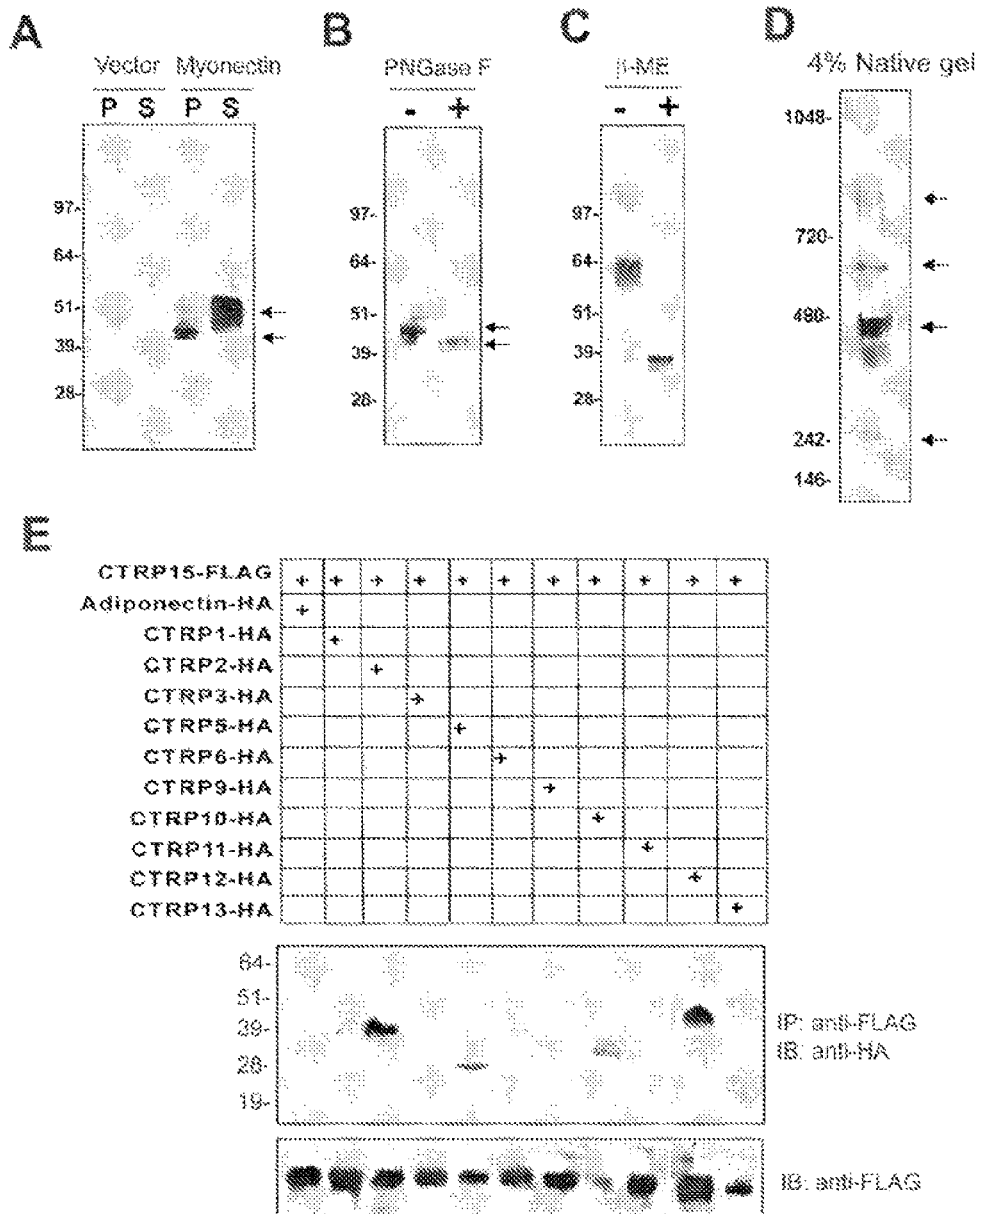 A
Vector Myonectin
P S P S
97-
64-
51-
39-
28-
B
PNGase F
- +
97-
64-
51-
39-
28-
C
β-ME
- +
97-
64-
51-
39-
28-
D
4% Native gel
1048-
720-
480-
242-
146-
E
CTRP15-FLAG + + + + + + + + + + +
Adiponectin-HA +
CTRP1-HA +
CTRP2-HA +
CTRP3-HA +
CTRP5-HA +
CTRP6-HA +
CTRP9-HA +
CTRP10-HA +
CTRP11-HA +
CTRP12-HA +
CTRP13-HA +
64-
51-
39-
28-
19-
IP: anti-FLAG
IB: anti-HA
IB: anti-FLAG